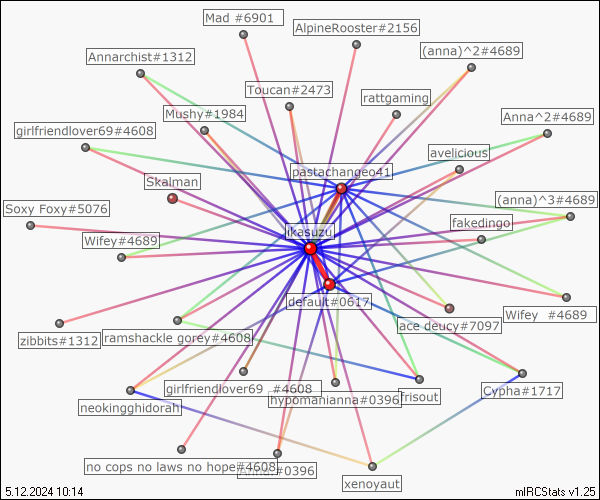 Mad #6901
AlpineRooster#2156
(anna)^2#4689
Annarchist#1312
Toucan#2473
rattgaming
Mushy#1984
Anna^2#4689
girlfriendlover69#4608
avelicious
pastachangeo41
Skalman
(anna)^3#4689
Soxy Foxy#5076
fakedingo
ikasuzu
Wifey#4689
default#0617
Wifey #4689
ace deucy#7097
zibbits#1312
ramshackle gorey#4608
girlfriendlover69 #4608
Cypha#1717
frisout
hypomanianna#0396
neokingghidorah
no cops no laws no hope#4608
Anna#0396
xenoyaut
5.12.2024 10:14
mIRCStats v1.25